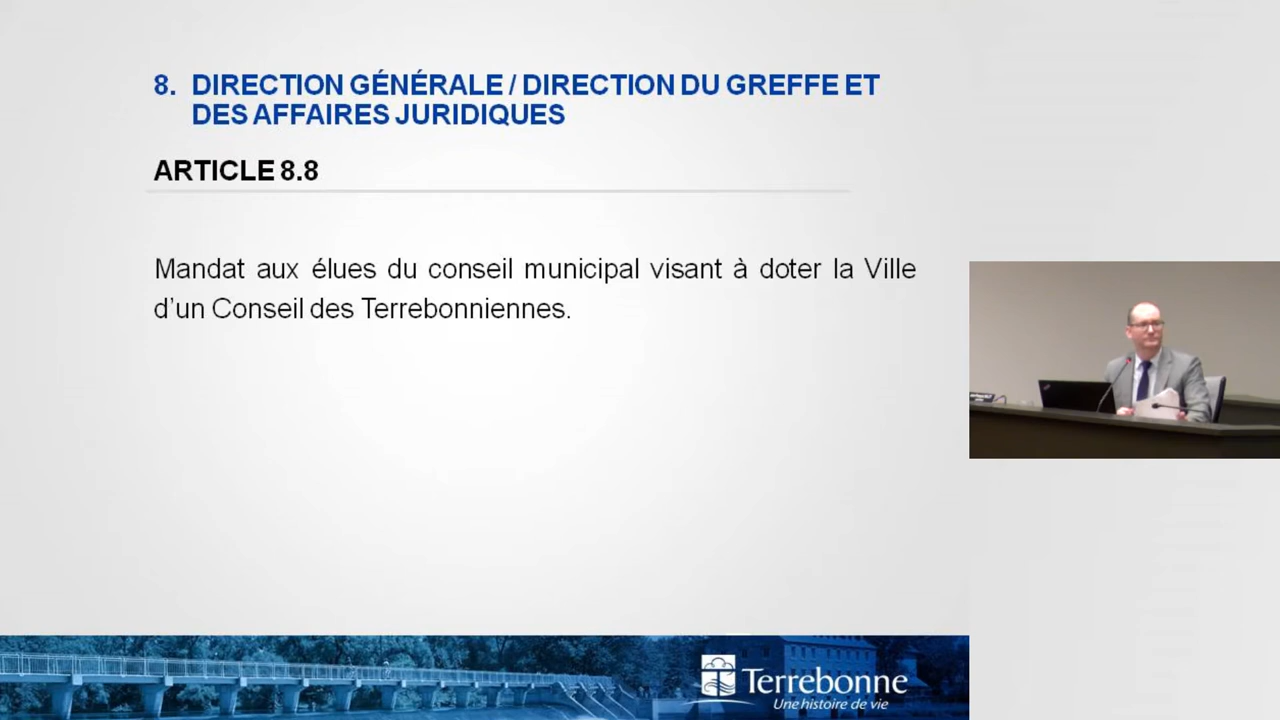 8. DIRECTION GÉNÉRALE / DIRECTION DU GREFFE ET
DES AFFAIRES JURIDIQUES
ARTICLE 8.8
Mandat aux élues du conseil municipal visant à doter la Ville
d’un Conseil des Terrebonniennes.
Terrebonne
Une histoire de vie